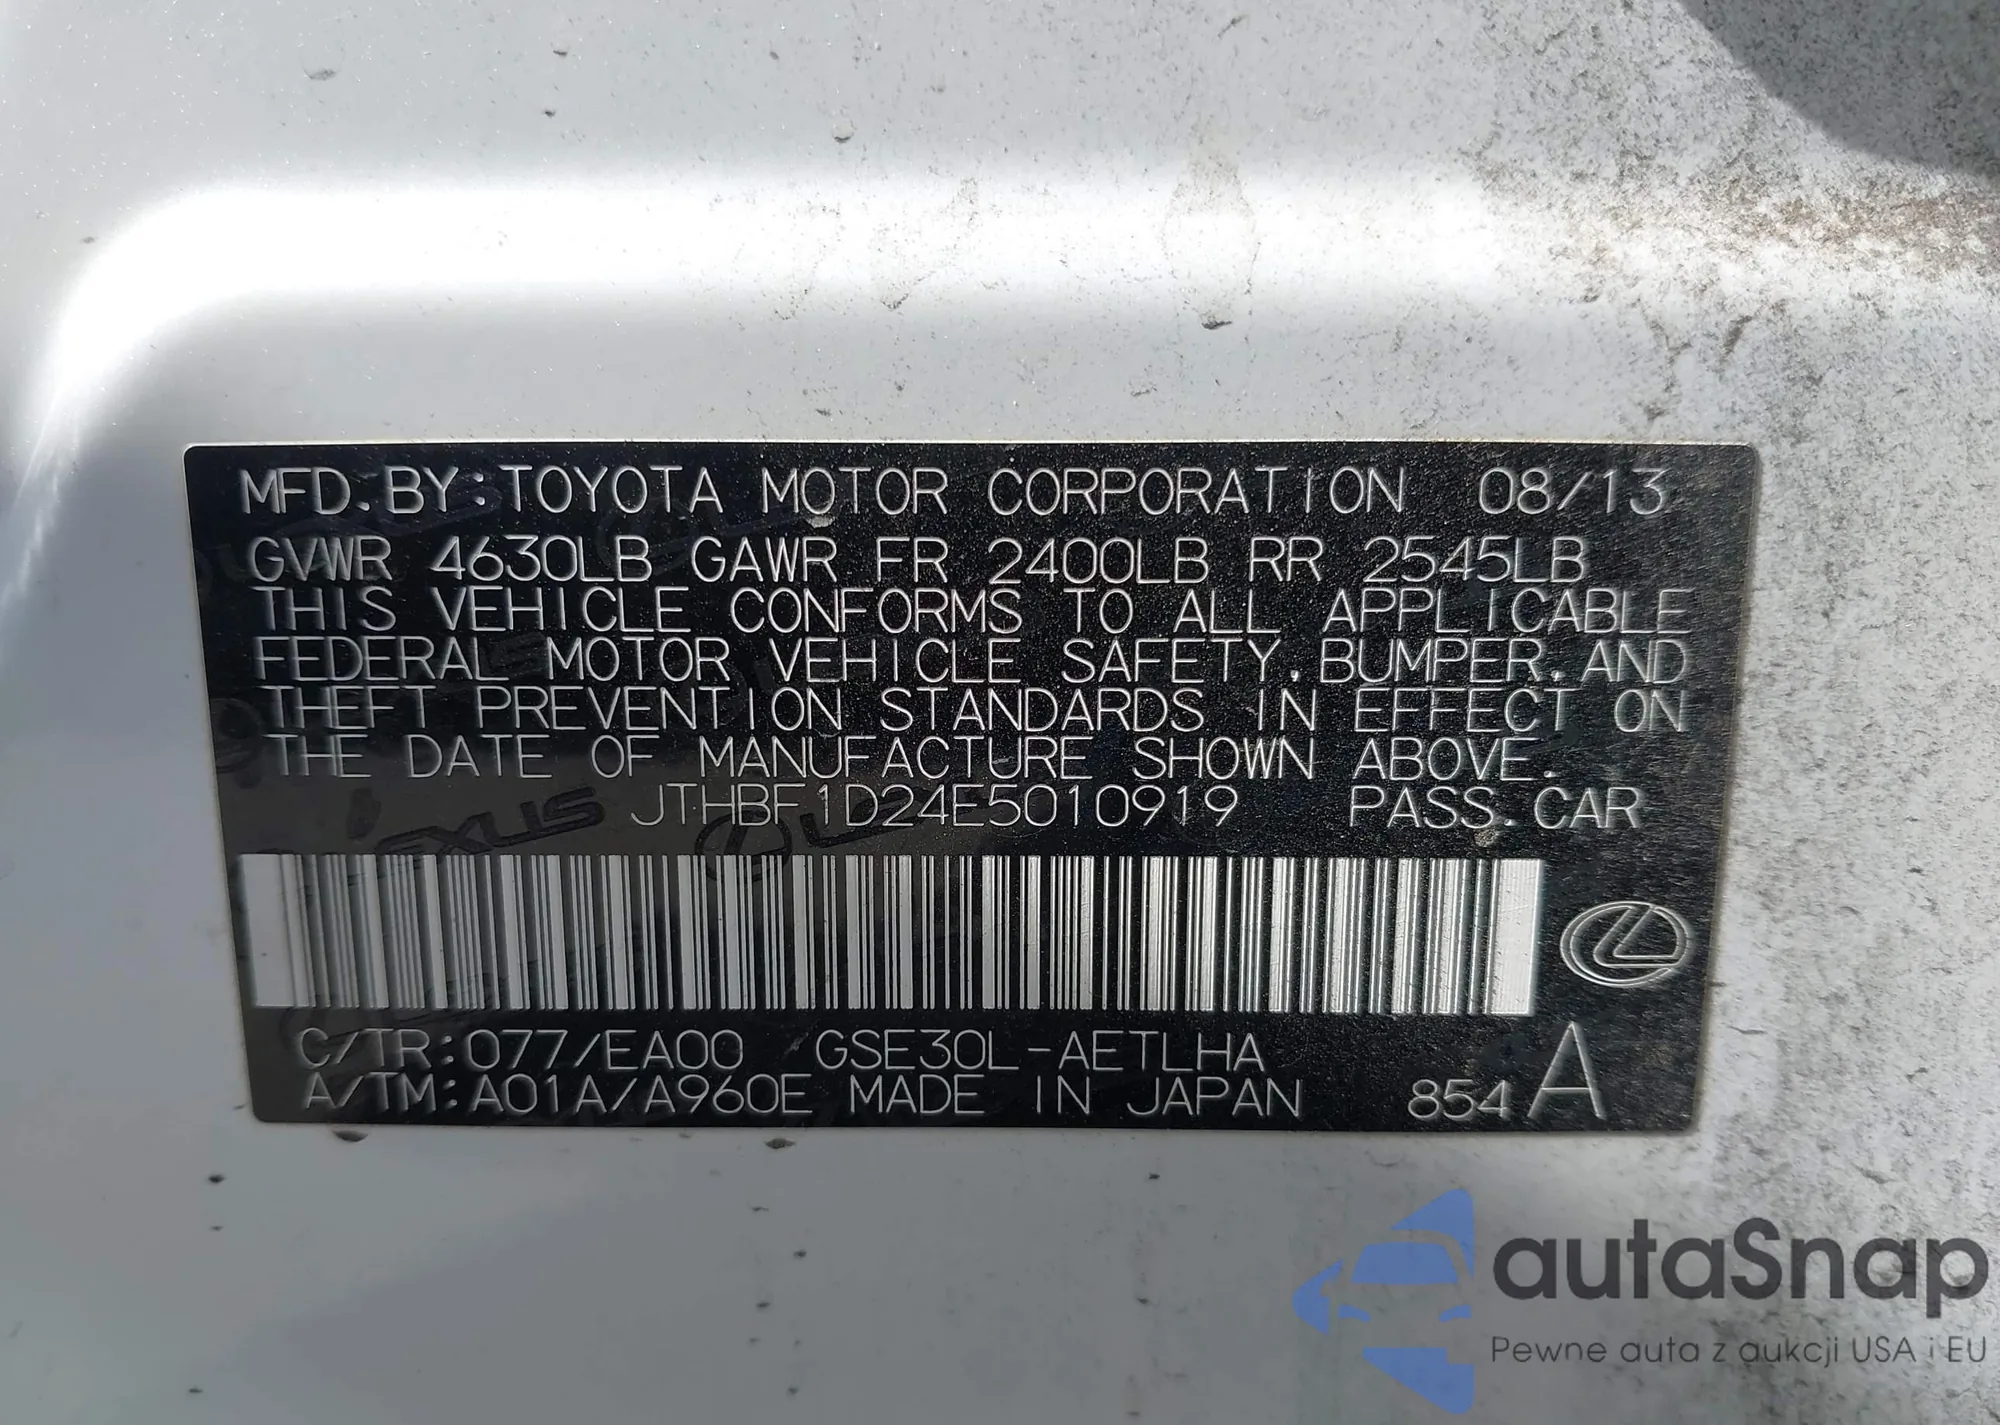 MFD.BY:TOYOTA MOTOR CORPORATION 08/13
GVWR 4630LB GAWR FR 2400LB RR 2545LB
THIS VEHICLE CONFORMS TO ALL APPLICABLE
FEDERAL MOTOR VEHICLE SAFETY,BUMPER,AND
THEFT PREVENTION STANDARDS IN EFFECT ON
THE DATE OF MANUFACTURE SHOWN ABOVE.
JTHBF1D24E5010919 PASS.CAR
LEXUS
C/TR:077/EA00 GSE30L-AETLHA
A/TM:A01A/A960E MADE IN JAPAN 854 A
autaSnap
Pewne auta z aukcji USA i EU